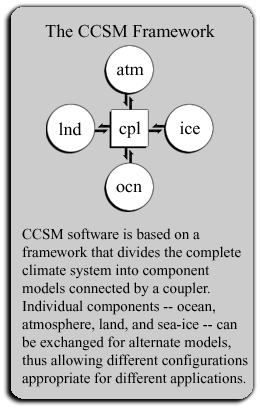 The CCSM Framework
atm
lnd
cpl
ice
ocn
CCSM software is based on a
framework that divides the complete
climate system into component
models connected by a coupler.
Individual components -- ocean,
atmosphere, land, and sea-ice -- can
be exchanged for alternate models,
thus allowing different configurations
appropriate for different applications.